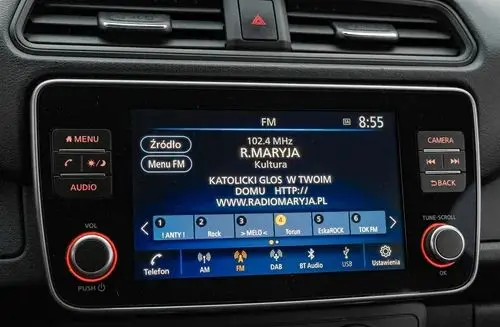 FM
8:55
Źródło
102.4 MHz
R.MARYJA
Menu FM
Kultura
KATOLICKI GLOS W TWOIM
DOMU HTTP://
WWW.RADIOMARYJA.PL
1 2 3 4 5 6
! ANTY ! Rock > MELO < Torun EskaROCK TOK FM
Telefon AM FM DAB BT Audio USB Ustawienia
MENU
AUDIO
VOL
PUSH
CAMERA
BACK
TUNE-SCROLL
OK